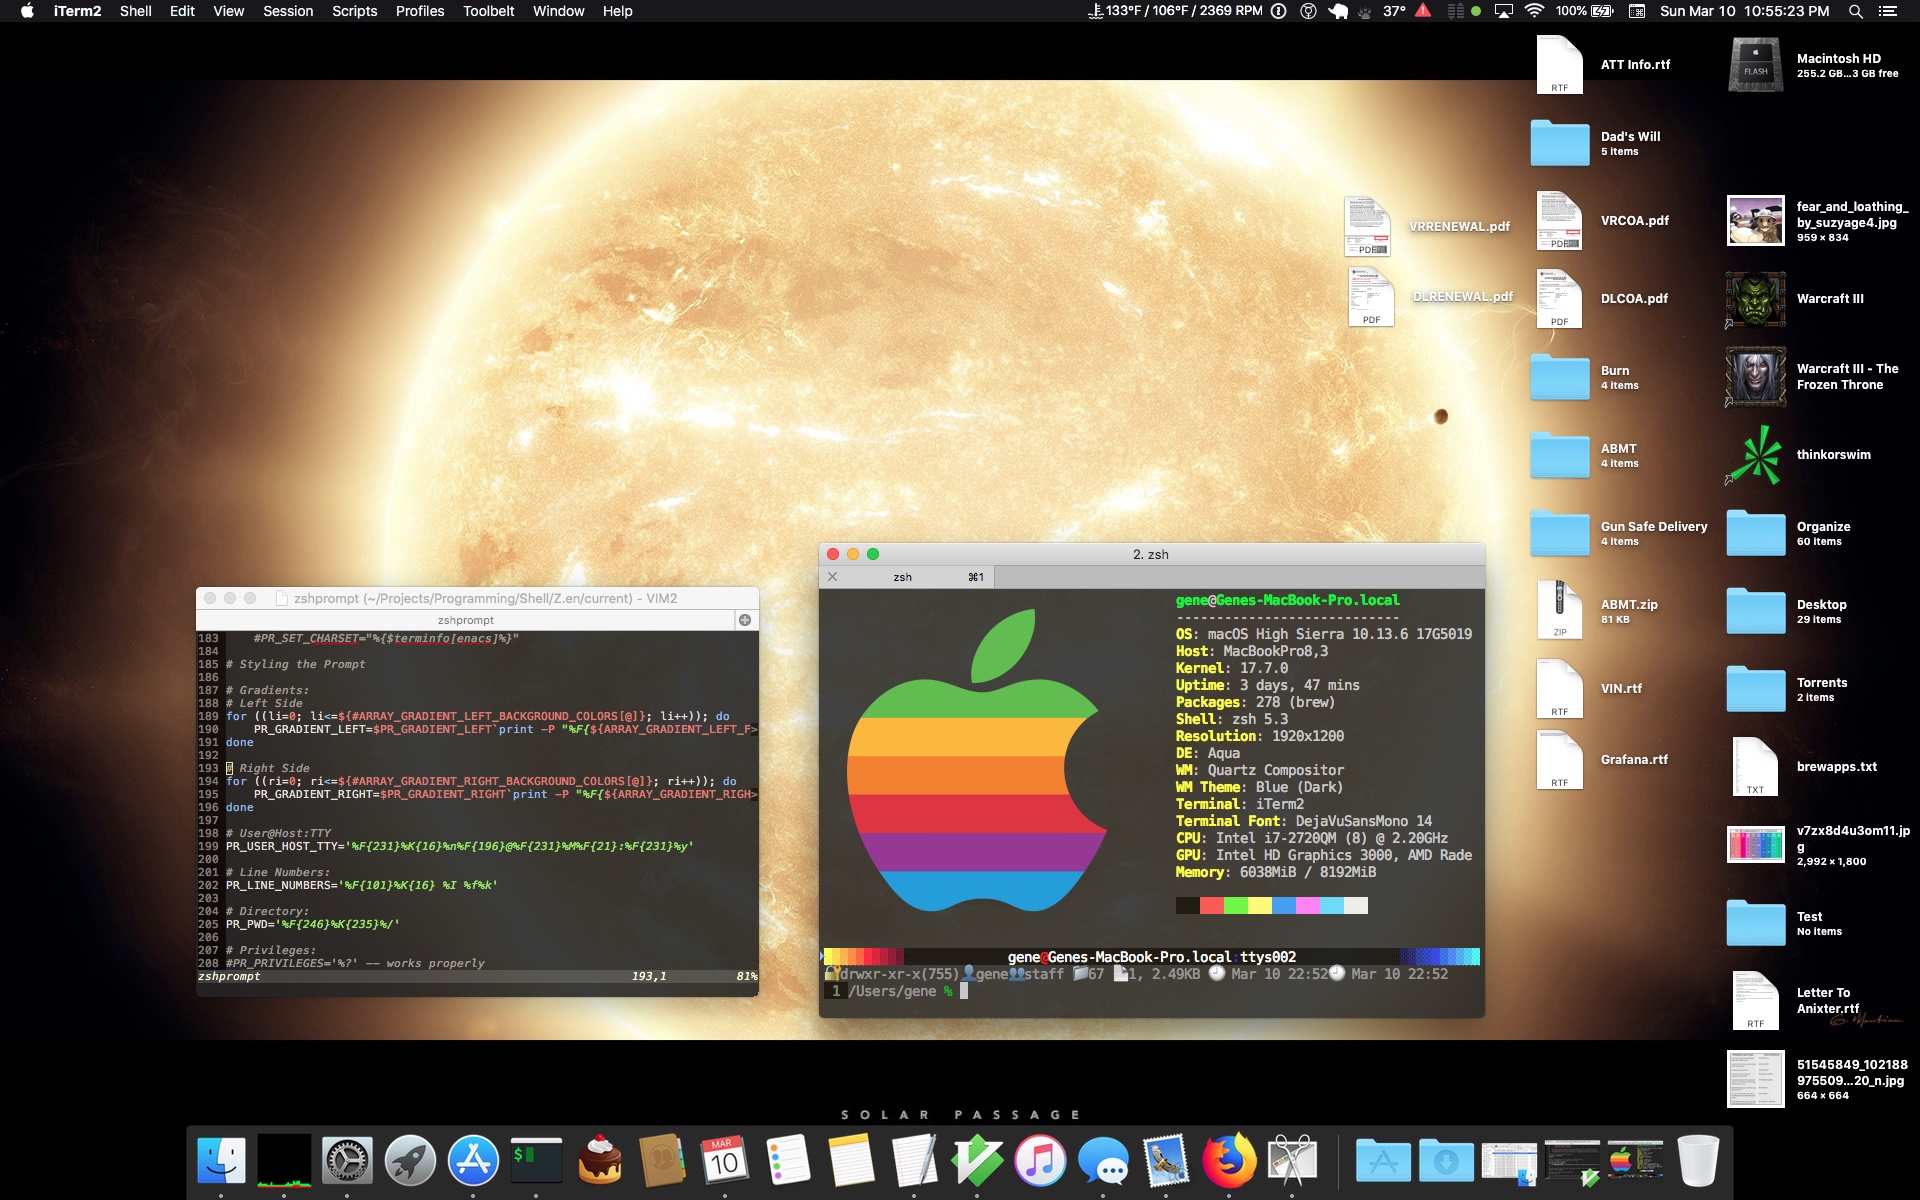 iTerm2 Shell Edit View Session Scripts Profiles Toolbelt Window Help
133°F / 106°F / 2369 RPM 37° 100% Sun Mar 10 10:55:23 PM
ATT Info.rtf
Macintosh HD
255.2 GB...3 GB free
FLASH
RTF
Dad's Will
5 items
VRRENEWAL.pdf
PDF
VRCOA.pdf
PDF
fear_and_loathing_
by_suzyage4.jpg
959 × 834
DLRENEWAL.pdf
PDF
DLCOA.pdf
PDF
Warcraft III
Burn
4 items
Warcraft III - The
Frozen Throne
ABMT
4 items
thinkorswim
Gun Safe Delivery
4 items
Organize
60 items
ABMT.zip
81 KB
ZIP
Desktop
29 items
VIN.rtf
RTF
Torrents
2 items
Grafana.rtf
RTF
brewapps.txt
TXT
v7zx8d4u3om11.jp
g
2,992 × 1,800
Test
No items
Letter To
Anixter.rtf
RTF
51545849_102188
975509...20_n.jpg
664 × 664
zshprompt (~/Projects/Programming/Shell/Z.en/current) - VIM2
zshprompt
183 #PR_SET_CHARSET="%{$terminfo[enacs]%}"
184
185 # Styling the Prompt
186
187 # Gradients:
188 # Left Side
189 for ((li=0; li<=${#ARRAY_GRADIENT_LEFT_BACKGROUND_COLORS[@]}; li++)); do
190 PR_GRADIENT_LEFT=$PR_GRADIENT_LEFT`print -P "%F{${ARRAY_GRADIENT_LEFT_F>
191 done
192
193 # Right Side
194 for ((ri=0; ri<=${#ARRAY_GRADIENT_RIGHT_BACKGROUND_COLORS[@]}; ri++)); do
195 PR_GRADIENT_RIGHT=$PR_GRADIENT_RIGHT`print -P "%F{${ARRAY_GRADIENT_RIGH>
196 done
197
198 # User@Host:TTY
199 PR_USER_HOST_TTY='%F{231}%K{16}%n%F{196}@%F{231}%M%F{21}:%F{231}%y'
200
201 # Line Numbers:
202 PR_LINE_NUMBERS='%F{101}%K{16} %I %f%k'
203
204 # Directory:
205 PR_PWD='%F{246}%K{235}%/'
206
207 # Privileges:
208 #PR_PRIVILEGES='%?' -- works properly
zshprompt 193,1 81%
2. zsh
zsh ⌘1
gene@Genes-MacBook-Pro.local
----------------------------
OS: macOS High Sierra 10.13.6 17G5019
Host: MacBookPro8,3
Kernel: 17.7.0
Uptime: 3 days, 47 mins
Packages: 278 (brew)
Shell: zsh 5.3
Resolution: 1920x1200
DE: Aqua
WM: Quartz Compositor
WM Theme: Blue (Dark)
Terminal: iTerm2
Terminal Font: DejaVuSansMono 14
CPU: Intel i7-2720QM (8) @ 2.20GHz
GPU: Intel HD Graphics 3000, AMD Rade
Memory: 6038MiB / 8192MiB
gene@Genes-MacBook-Pro.local:ttys002
drwxr-xr-x(755) gene staff 67 1, 2.49KB Mar 10 22:52 Mar 10 22:52
1 /Users/gene %
SOLAR PASSAGE
$
MAR
10